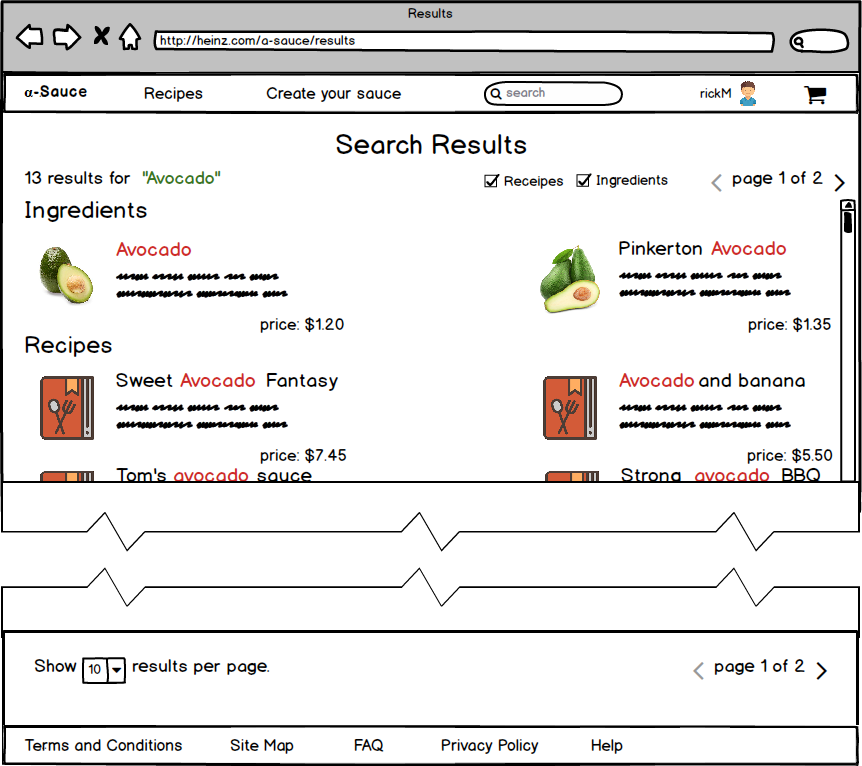 Results
http://heinz.com/a-sauce/results
α-Sauce Recipes Create your sauce search rickM
Search Results
13 results for "Avocado" Receipes Ingredients page 1 of 2
Ingredients
Avocado Pinkerton Avocado
price: $1.20 price: $1.35
Recipes
Sweet Avocado Fantasy Avocado and banana
price: $7.45 price: $5.50
Tom's avocado sauce Strong avocado BBQ
Show 10 results per page. page 1 of 2
Terms and Conditions Site Map FAQ Privacy Policy Help